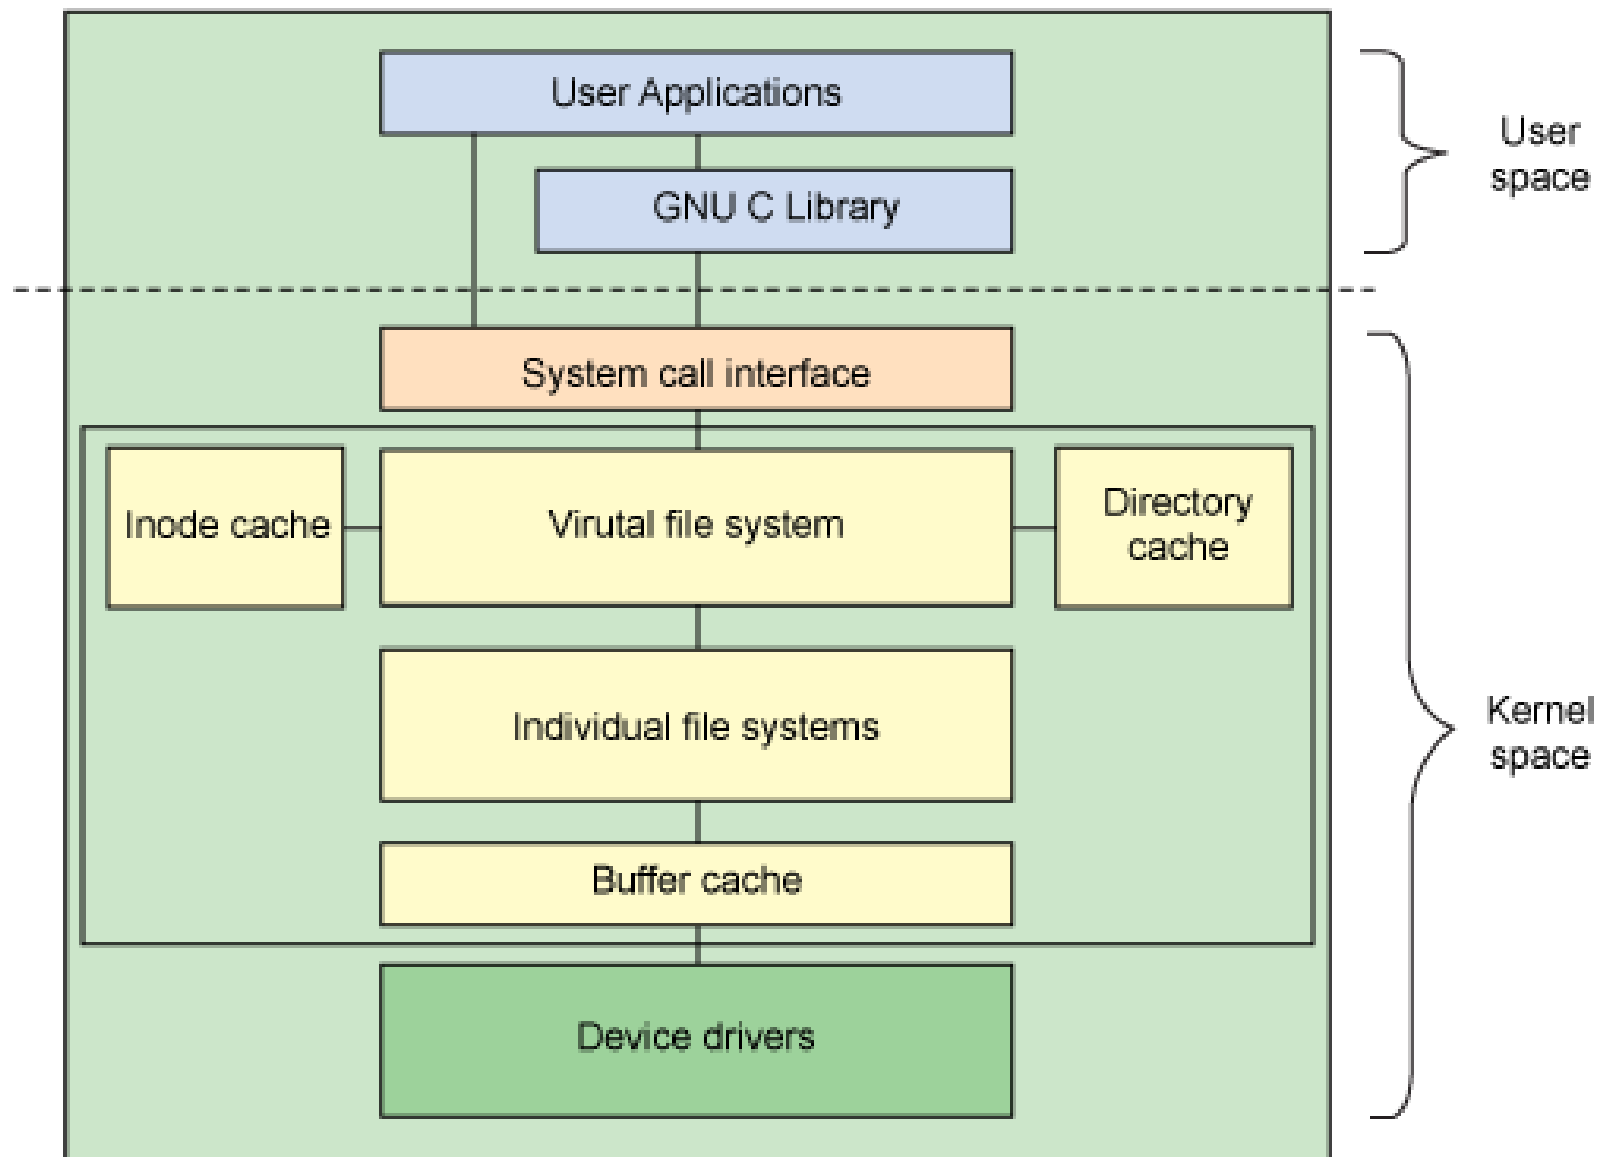 User Applications
User
space
GNU C Library
System call interface
Inode cache
Virutal file system
Directory
cache
Individual file systems
Kernel
space
Buffer cache
Device drivers